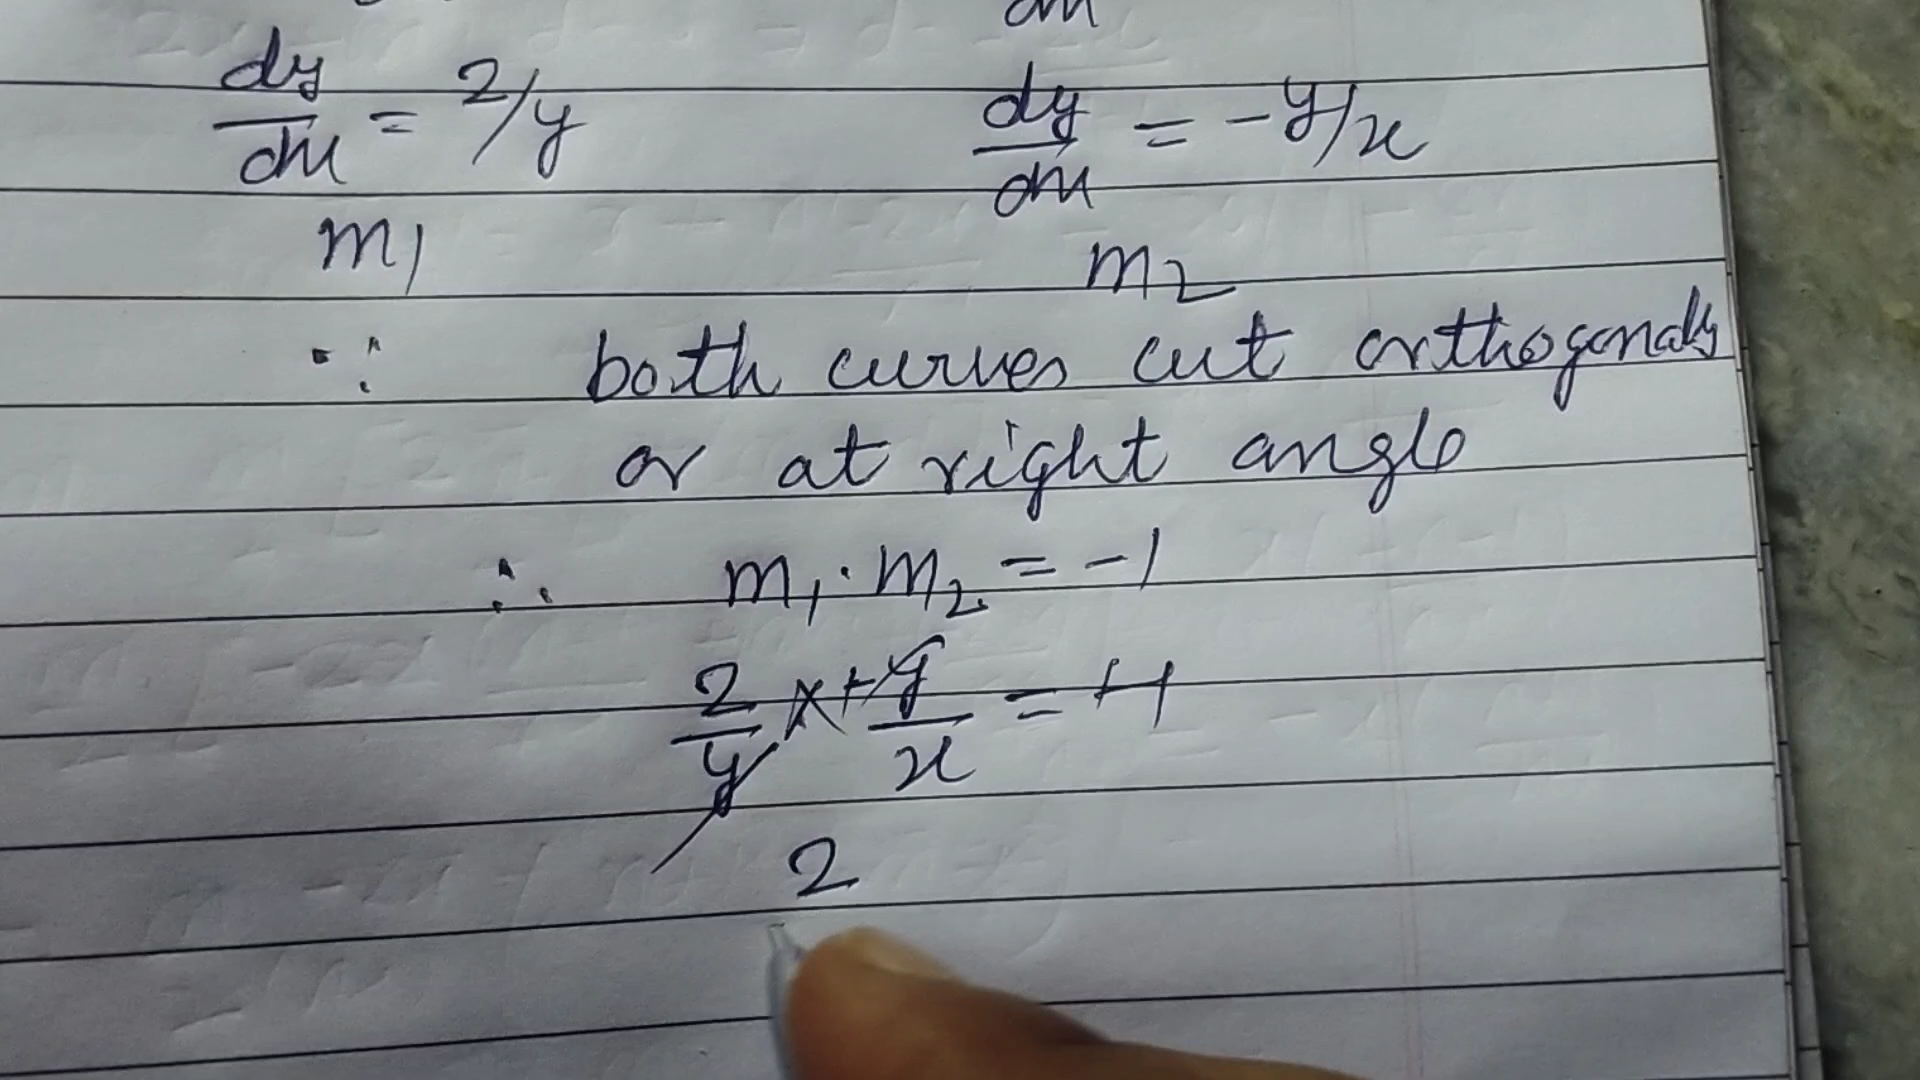 dx
dy/dx = 2/y    dy/dx = -y/x
m1    m2
∵ both curves cut orthogonally
or at right angle
∴ m1 · m2 = -1
2/y × -y/x = -1
2